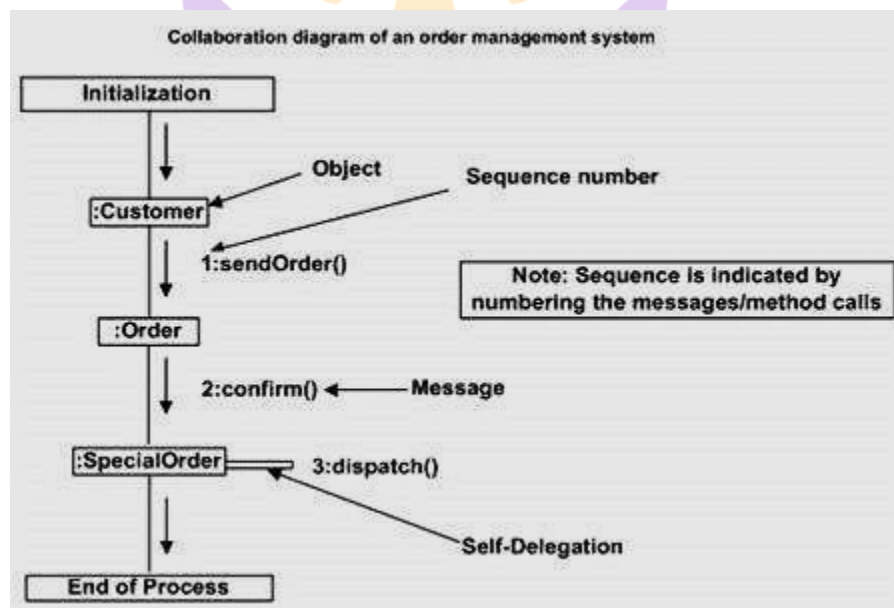 Collaboration diagram of an order management system
Initialization
Object
Sequence number
:Customer
1:sendOrder()
Note: Sequence is indicated by
numbering the messages/method calls
:Order
2:confirm()
Message
:SpecialOrder
3:dispatch()
Self-Delegation
End of Process